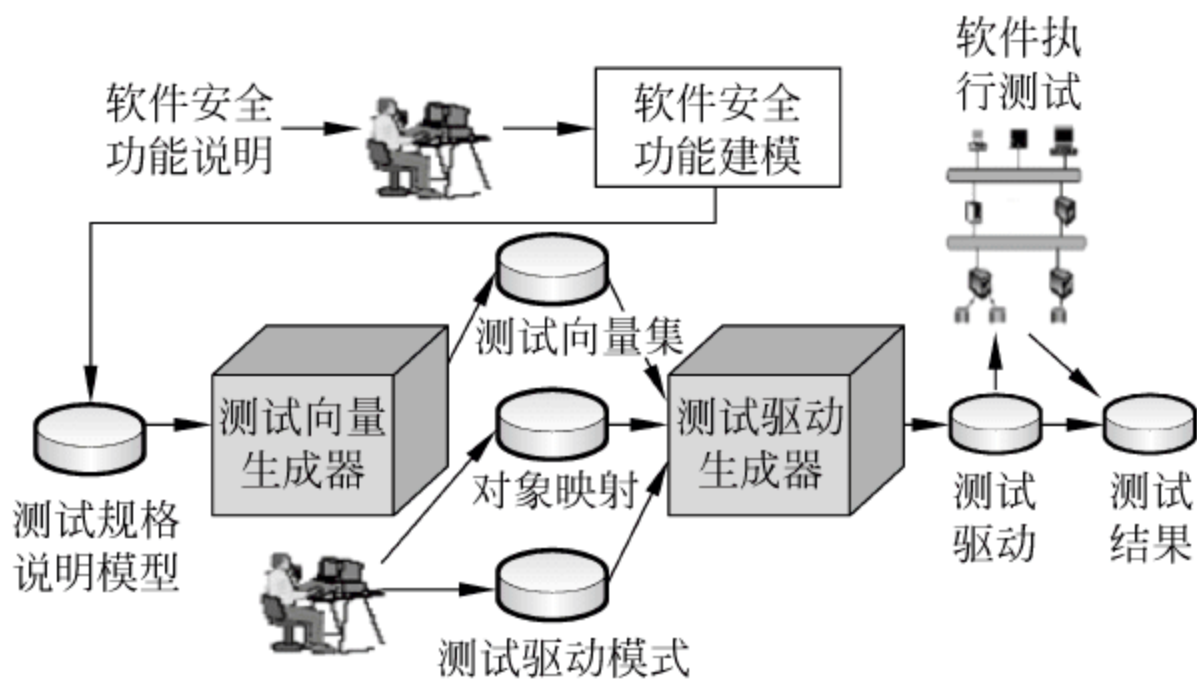 软件安全
功能说明
软件安全
功能建模
软件执
行测试
测试向量集
测试向量
生成器
测试驱动
生成器
对象映射
测试规格
说明模型
测试
驱动
测试
结果
测试驱动模式